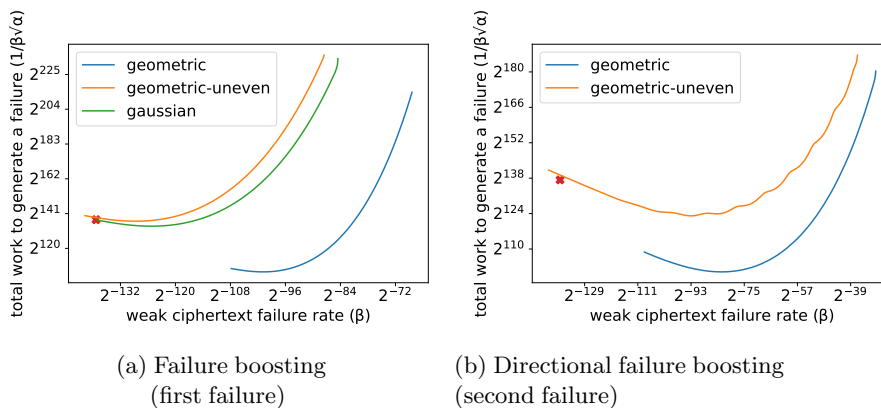 total work to generate a failure (1/β√α)
2^225
2^204
2^183
2^162
2^141
2^120
geometric
geometric-uneven
gaussian
2^−132 2^−120 2^−108 2^−96 2^−84 2^−72
weak ciphertext failure rate (β)
(a) Failure boosting
(first failure)
total work to generate a failure (1/β√α)
2^180
2^166
2^152
2^138
2^124
2^110
geometric
geometric-uneven
2^−129 2^−111 2^−93 2^−75 2^−57 2^−39
weak ciphertext failure rate (β)
(b) Directional failure boosting
(second failure)